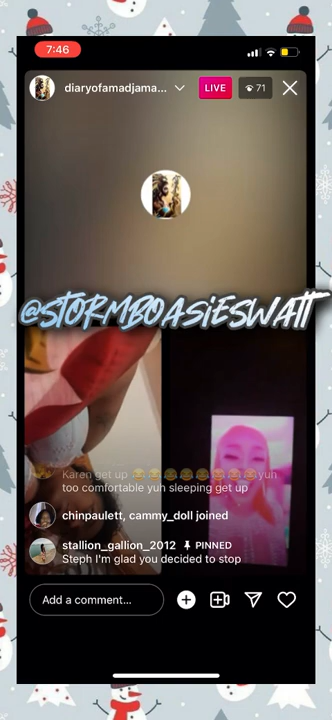 7:46
diaryofamadjama...
LIVE
71
@STORMBOASIESWATT
Karen get up 😂😂😂😂😂😂😂😂yun
too comfortable yuh sleeping get up
chinpaulett, cammy_doll joined
stallion_gallion_2012 PINNED
Steph I'm glad you decided to stop
Add a comment...